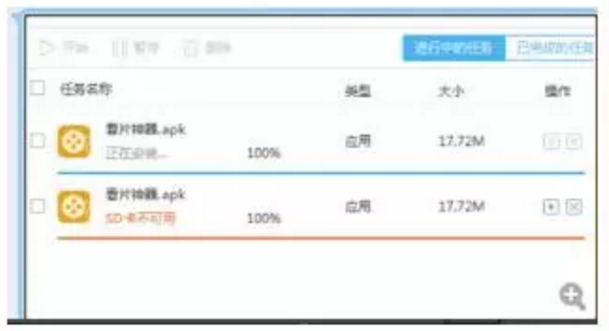 开始 暂停 删除 进行中的任务 已完成的任务
任务名称 类型 大小 操作
看片神器.apk
正在安装... 100% 应用 17.72M
看片神器.apk
SD卡不可用 100% 应用 17.72M